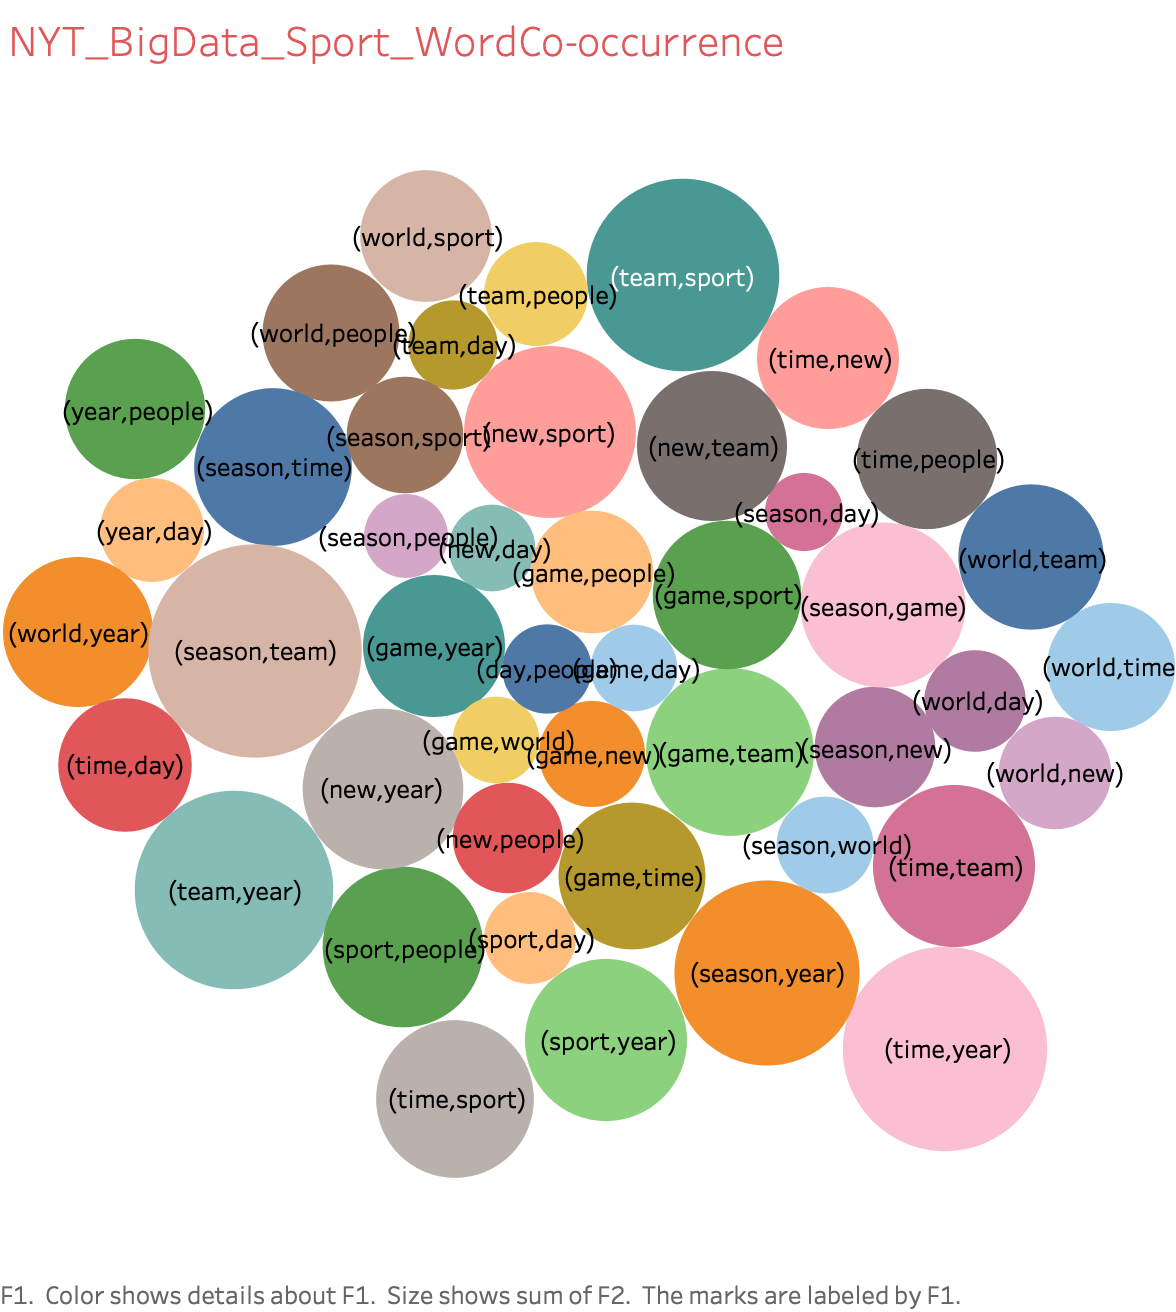 NYT_BigData_Sport_WordCo-occurrence
(world,sport)
(team,sport)
(team,people)
(world,people)
(team,day)
(time,new)
(year,people)
(season,sport)
(new,sport)
(new,team)
(time,people)
(season,time)
(season,day)
(year,day)
(season,people)
(new,day)
(world,team)
(game,people)
(game,sport)
(season,game)
(world,year)
(season,team)
(game,year)
(day,people)
(game,day)
(world,time
(world,day)
(game,world)
(game,new)
(game,team)
(season,new)
(time,day)
(world,new)
(new,year)
(new,people)
(season,world)
(time,team)
(team,year)
(game,time)
(sport,people)
(sport,day)
(season,year)
(sport,year)
(time,year)
(time,sport)
F1.  Color shows details about F1.  Size shows sum of F2.  The marks are labeled by F1.